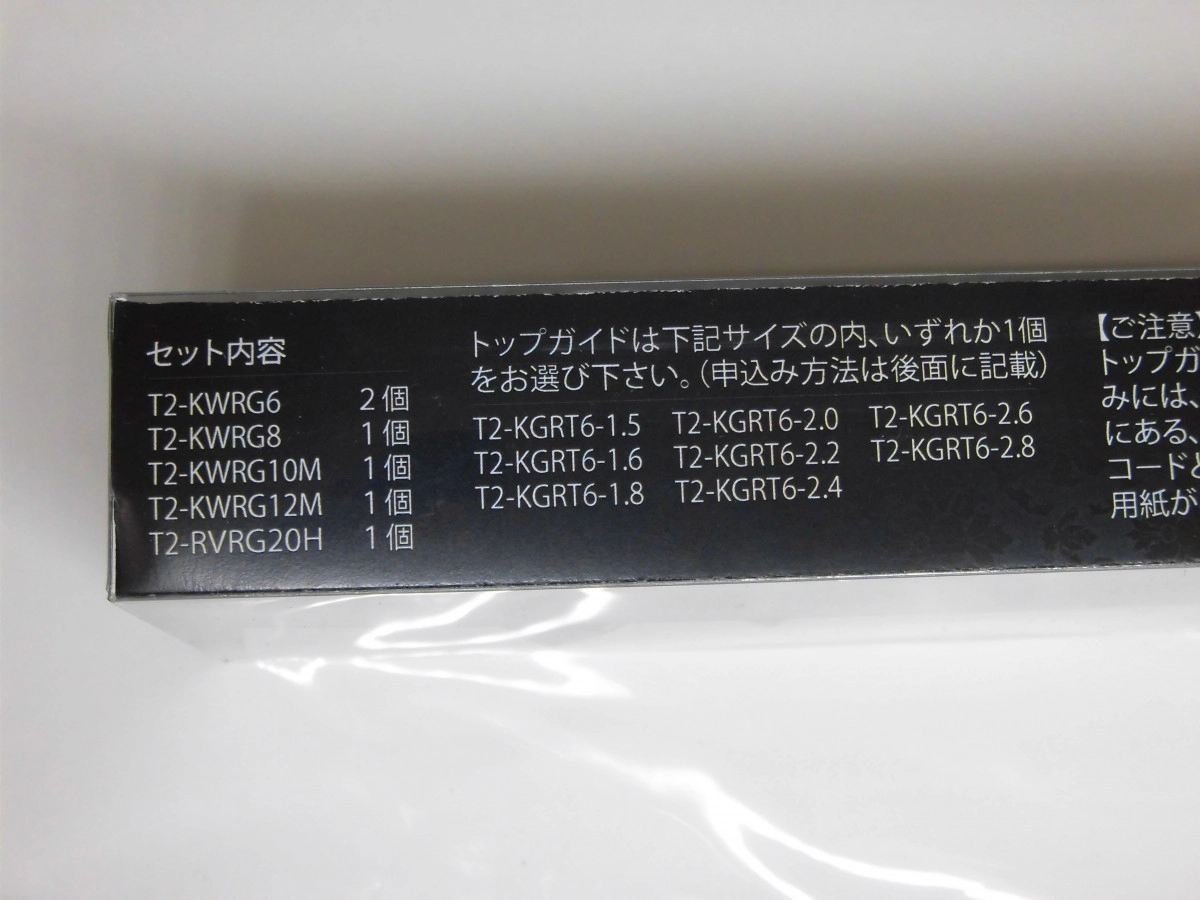 セット内容
T2-KWRG6 2個
T2-KWRG8 1個
T2-KWRG10M 1個
T2-KWRG12M 1個
T2-RVRG20H 1個
トップガイドは下記サイズの内、いずれか1個
をお選び下さい。(申込み方法は後面に記載)
T2-KGRT6-1.5 T2-KGRT6-2.0 T2-KGRT6-2.6
T2-KGRT6-1.6 T2-KGRT6-2.2 T2-KGRT6-2.8
T2-KGRT6-1.8 T2-KGRT6-2.4
【ご注意】
トップガ
みには、
にある、
コードと
用紙が